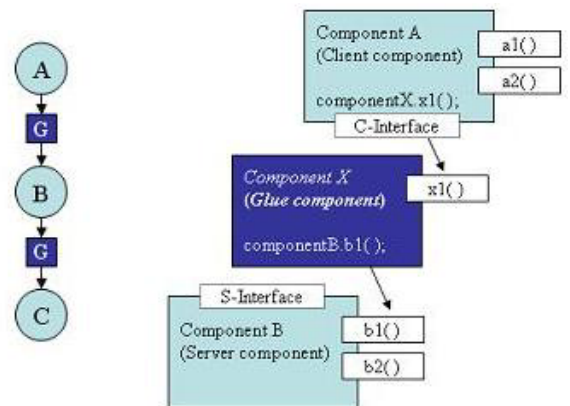 A
G
B
G
C
Component A
(Client component)
componentX.x1();
a1()
a2()
C-Interface
Component X
(Glue component)
componentB.b1();
x1()
S-Interface
Component B
(Server component)
b1()
b2()